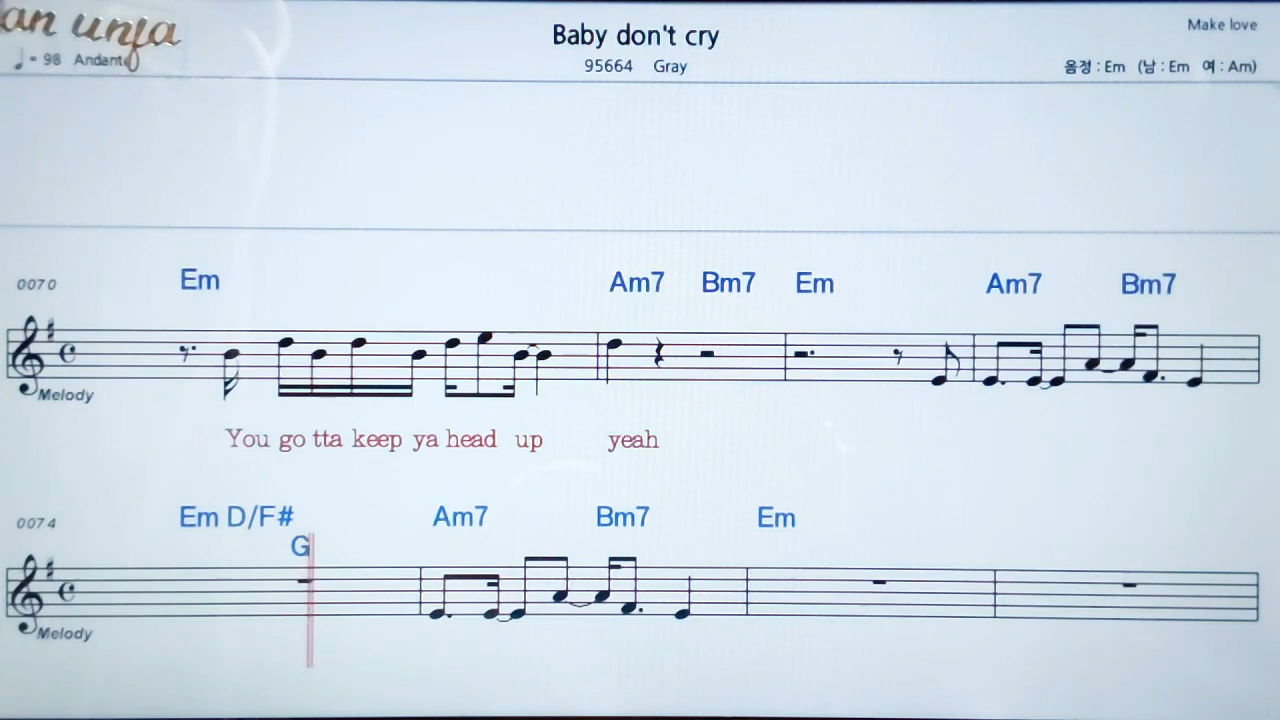 an unja
Baby don't cry
Make love
♩= 98 Andante
95664 Gray
음정 : Em (남 : Em 여 : Am)
0070 Em Am7 Bm7 Em Am7 Bm7
Melody
You go tta keep ya head up yeah
0074 Em D/F# Am7 Bm7 Em
G
Melody